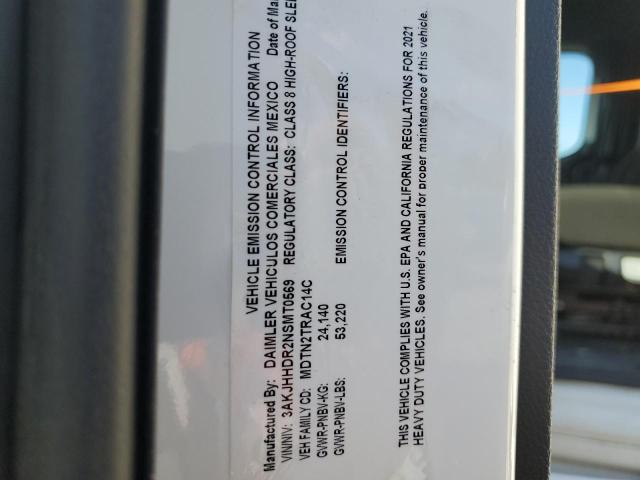 VEHICLE EMISSION CONTROL INFORMATION
Manufactured By: DAIMLER VEHICULOS COMERCIALES MEXICO Date of
VIN/NIV: 3AKJHHDR2NSMT0569 REGULATORY CLASS: CLASS 8 HIGH-ROOF
VEH FAMILY CD: MDTN2TRAC14C
GVWR-PNBV-KG: 24,140
GVWR-PNBV-LBS: 53,220 EMISSION CONTROL IDENTIFIERS:
THIS VEHICLE COMPLIES WITH U.S. EPA AND CALIFORNIA REGULATIONS FOR 2021
HEAVY DUTY VEHICLES. See owner's manual for proper maintenance of this vehicle.